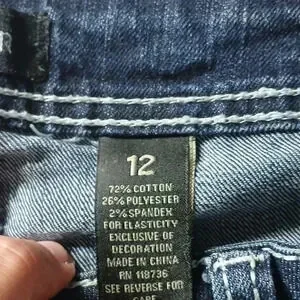 R
12
72% COTTON
26% POLYESTER
2% SPANDEX
FOR ELASTICITY
EXCLUSIVE OF
DECORATION
MADE IN CHINA
RN 118736
SEE REVERSE FOR
CARE